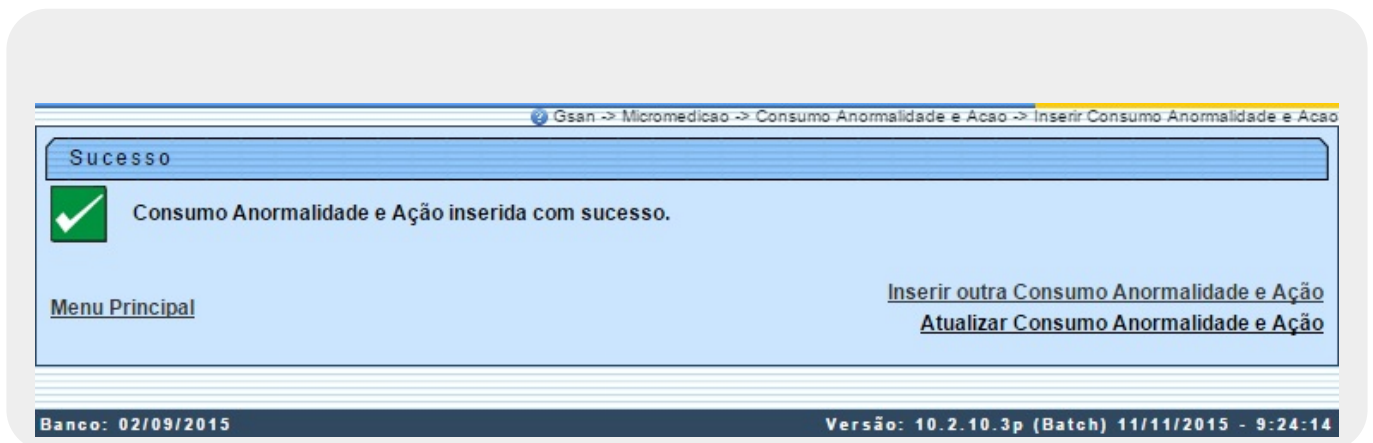 Gsan -> Micromedicao -> Consumo Anormalidade e Acao -> Inserir Consumo Anormalidade e Acao
Sucesso
Consumo Anormalidade e Ação inserida com sucesso.
Inserir outra Consumo Anormalidade e Ação
Menu Principal
Atualizar Consumo Anormalidade e Ação
Banco: 02/09/2015 Versão: 10.2.10.3p (Batch) 11/11/2015 - 9:24:14